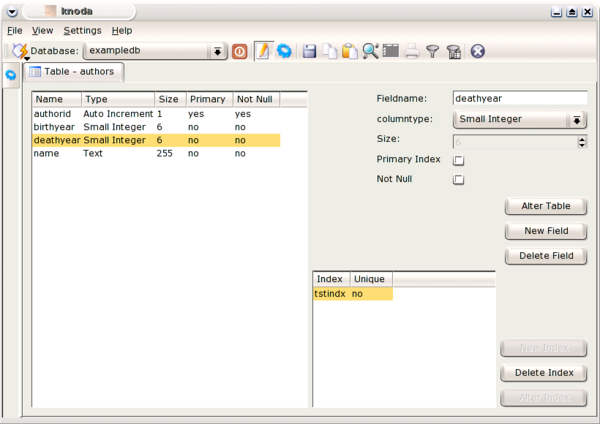 knoda
File View Settings Help
Database: exampledb
Table - authors
Name Type Size Primary Not Null
authorid Auto Increment 1 yes yes
birthyear Small Integer 6 no no
deathyear Small Integer 6 no no
name Text 255 no no
Fieldname: deathyear
columntype: Small Integer
Size: 6
Primary Index
Not Null
Alter Table
New Field
Delete Field
Index Unique
tstindx no
New Index
Delete Index
Alter Index